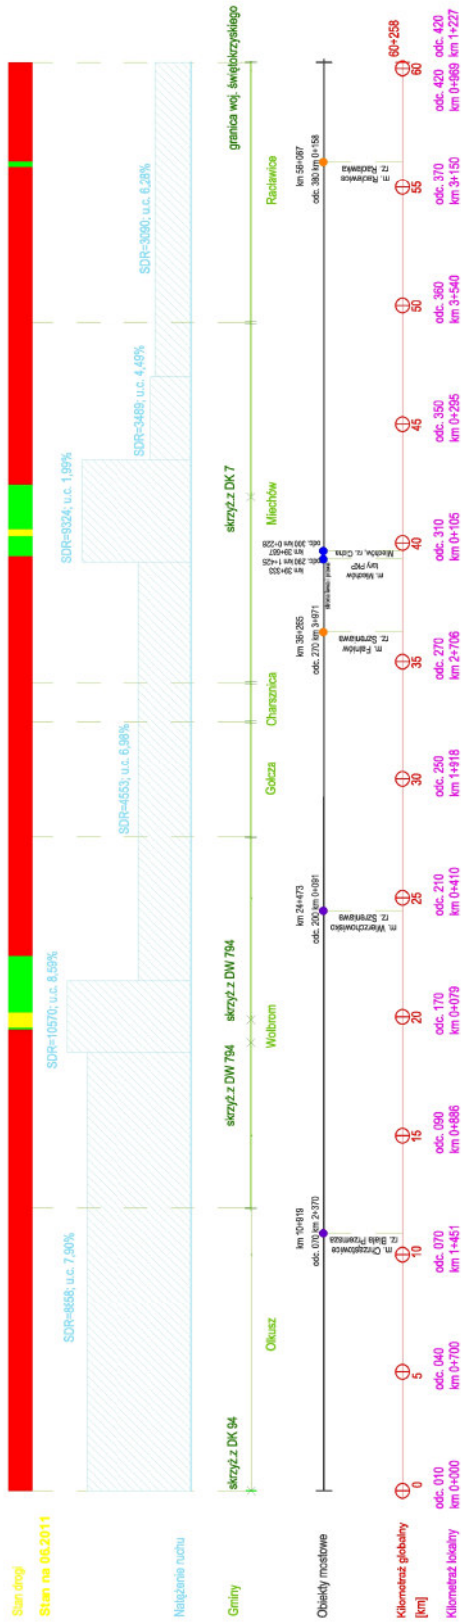 Stan drogi
Stan na 06.2011
Natężenie ruchu
SDR=8858; u.c. 7,90%
SDR=10570; u.c. 8,59%
SDR=4553; u.c. 6,98%
SDR=9324; u.c. 1,99%
SDR=3489; u.c. 4,49%
SDR=3090; u.c. 6,28%
Gminy
skrzyż.z DK 94
skrzyż.z DW 794
skrzyż.z DW 794
skrzyż.z DK 7
granica woj. świętokrzyskiego
Olkusz
Wolbrom
Gołcza
Charsznica
Miechów
Racławice
Obiekty mostowe
km 10+919
odc. 070 km 2+370
m. Chrząstowice
rz. Biała Przemsza
km 24+473
odc. 200 km 0+091
m. Wierzchowisko
rz. Szreniawa
km 36+265
odc. 270 km 3+971
m. Falniów
rz. Szreniawa
km 39+333
odc. 290 km 1+425
m. Miechów
tory PKP
km 39+687
odc. 300 km 0+228
Miechów, rz. Cicha
km 56+067
odc. 380 km 0+158
m. Racławice
rz. Racławka
Kilometraż globalny
[km]
0
5
10
15
20
25
30
35
40
45
50
55
60
60+258
Kilometraż lokalny
odc. 010
km 0+000
odc. 040
km 0+700
odc. 070
km 1+451
odc. 090
km 0+886
odc. 170
km 0+079
odc. 210
km 0+410
odc. 250
km 1+918
odc. 270
km 2+706
odc. 310
km 0+105
odc. 350
km 0+295
odc. 360
km 3+540
odc. 370
km 3+150
odc. 420
km 0+969
odc. 420
km 1+227